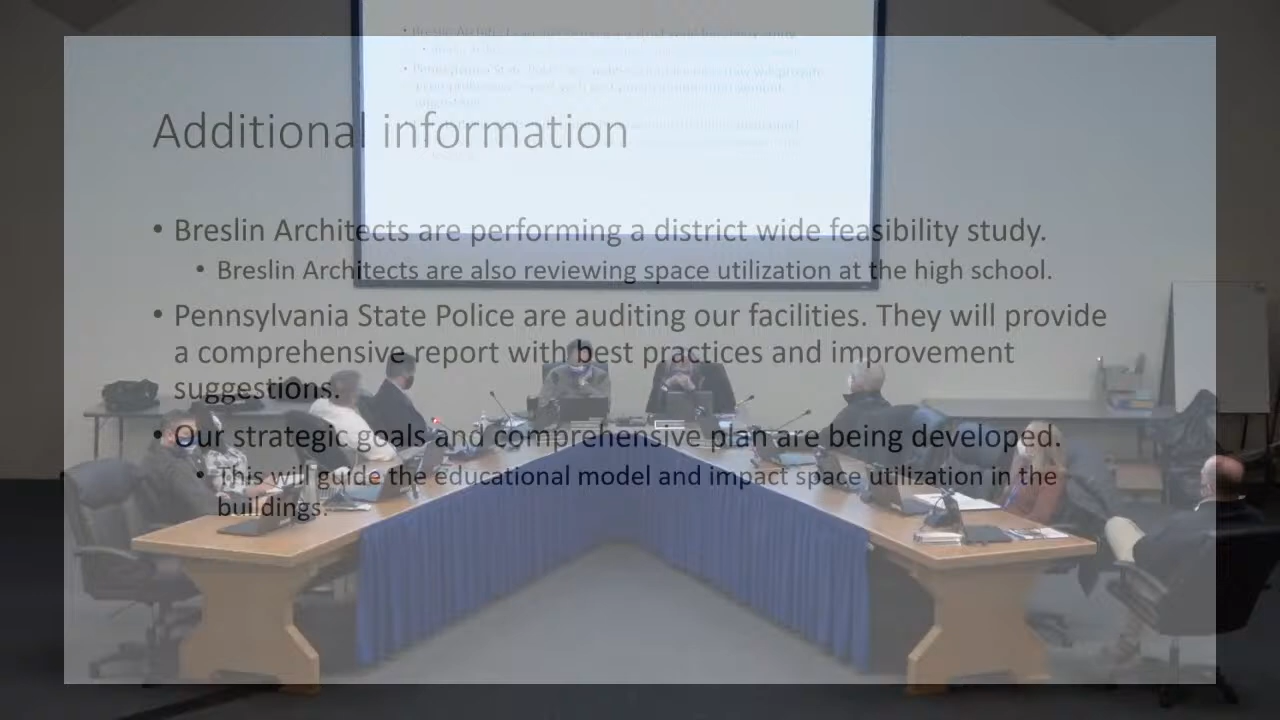 Additional information
• Breslin Architects are performing a district wide feasibility study.
• Breslin Architects are also reviewing space utilization at the high school.
• Pennsylvania State Police are auditing our facilities. They will provide
a comprehensive report with best practices and improvement
suggestions.
• Our strategic goals and comprehensive plan are being developed.
• This will guide the educational model and impact space utilization in the
buildings.